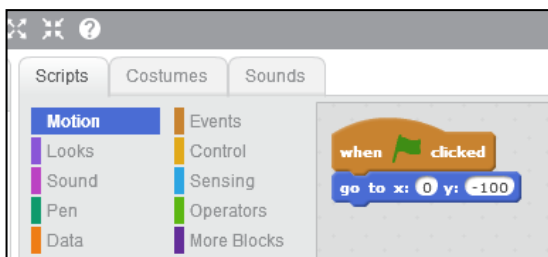 ?
Scripts Costumes Sounds
Motion Events
Looks Control
Sound Sensing
Pen Operators
Data More Blocks
when clicked
go to x: 0 y: -100